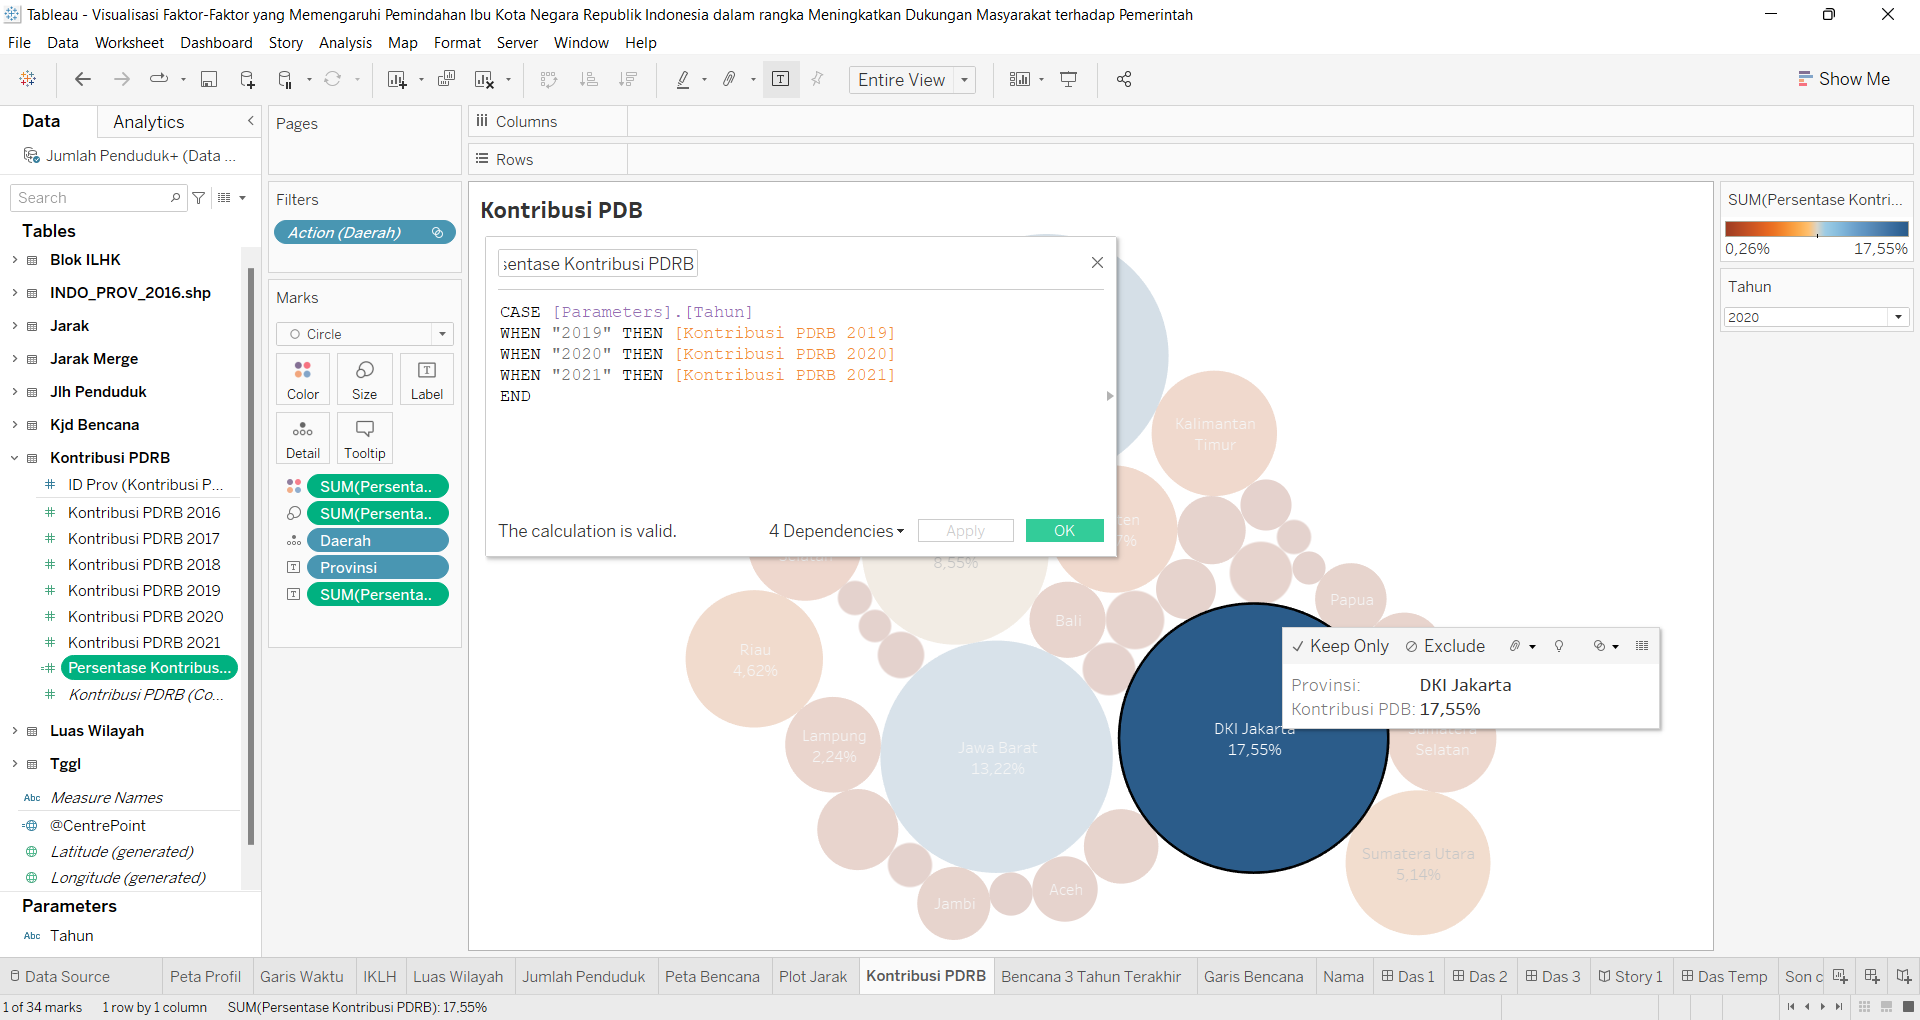 Tableau - Visualisasi Faktor-Faktor yang Memengaruhi Pemindahan Ibu Kota Negara Republik Indonesia dalam rangka Meningkatkan Dukungan Masyarakat terhadap Pemerintah
File Data Worksheet Dashboard Story Analysis Map Format Server Window Help
Entire View
Show Me
Data Analytics
Jumlah Penduduk+ (Data ...
Search
Tables
Blok ILHK
INDO_PROV_2016.shp
Jarak
Jarak Merge
Jlh Penduduk
Kjd Bencana
Kontribusi PDRB
ID Prov (Kontribusi P...
Kontribusi PDRB 2016
Kontribusi PDRB 2017
Kontribusi PDRB 2018
Kontribusi PDRB 2019
Kontribusi PDRB 2020
Kontribusi PDRB 2021
Persentase Kontribus...
Kontribusi PDRB (Co...
Luas Wilayah
Tggl
Abc Measure Names
@CentrePoint
Latitude (generated)
Longitude (generated)
Parameters
Abc Tahun
Pages
Filters
Action (Daerah)
Marks
Circle
Color Size Label
Detail Tooltip
SUM(Persenta..
SUM(Persenta..
Daerah
Provinsi
SUM(Persenta..
Columns
Rows
Kontribusi PDB
sentase Kontribusi PDRB
CASE [Parameters].[Tahun]
WHEN "2019" THEN [Kontribusi PDRB 2019]
WHEN "2020" THEN [Kontribusi PDRB 2020]
WHEN "2021" THEN [Kontribusi PDRB 2021]
END
The calculation is valid. 4 Dependencies Apply OK
Kalimantan
Timur
8,55%
Bali
Papua
Riau
4,62%
Lampung
2,24%
Jawa Barat
13,22%
DKI Jakarta
17,55%
Keep Only Exclude
Provinsi: DKI Jakarta
Kontribusi PDB: 17,55%
Sumatera
Selatan
Sumatera Utara
5,14%
Jambi
Aceh
SUM(Persentase Kontri...
0,26% 17,55%
Tahun
2020
Data Source Peta Profil Garis Waktu IKLH Luas Wilayah Jumlah Penduduk Peta Bencana Plot Jarak Kontribusi PDRB Bencana 3 Tahun Terakhir Garis Bencana Nama Das 1 Das 2 Das 3 Story 1 Das Temp Son c
1 of 34 marks 1 row by 1 column SUM(Persentase Kontribusi PDRB): 17,55%